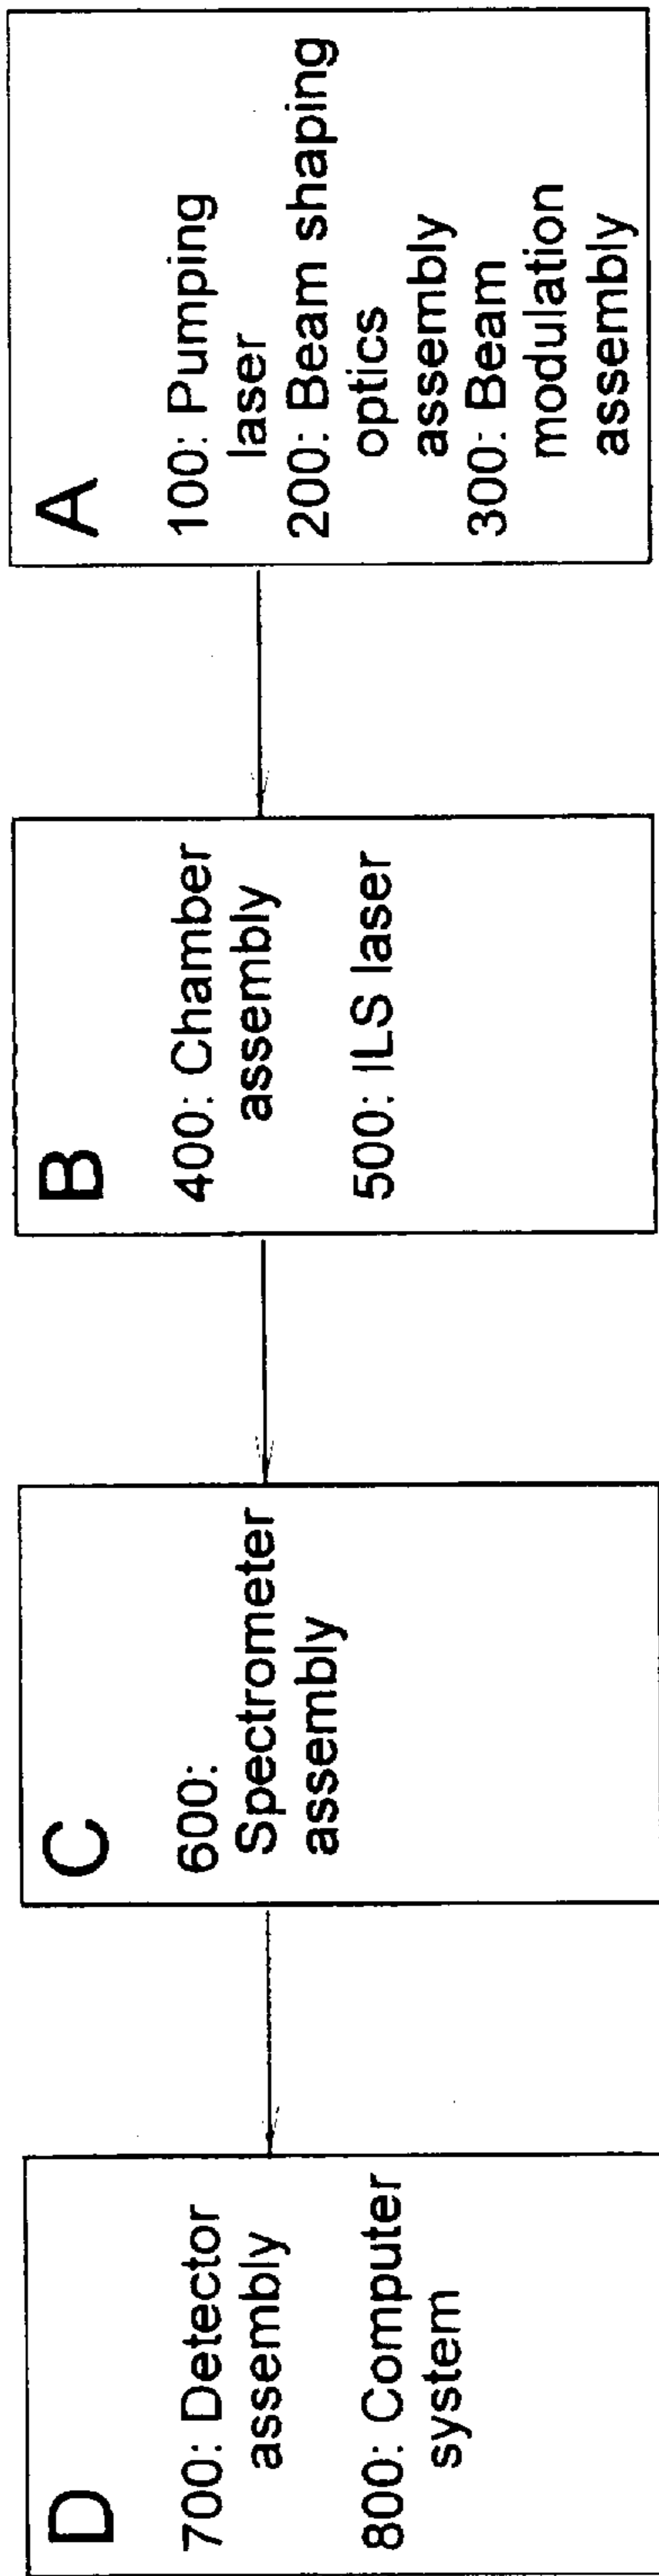 D
700: Detector
assembly
800: Computer
system
C
600:
Spectrometer
assembly
B
400: Chamber
assembly
500: ILS laser
A
100: Pumping
laser
200: Beam shaping
optics
assembly
300: Beam
modulation
assembly